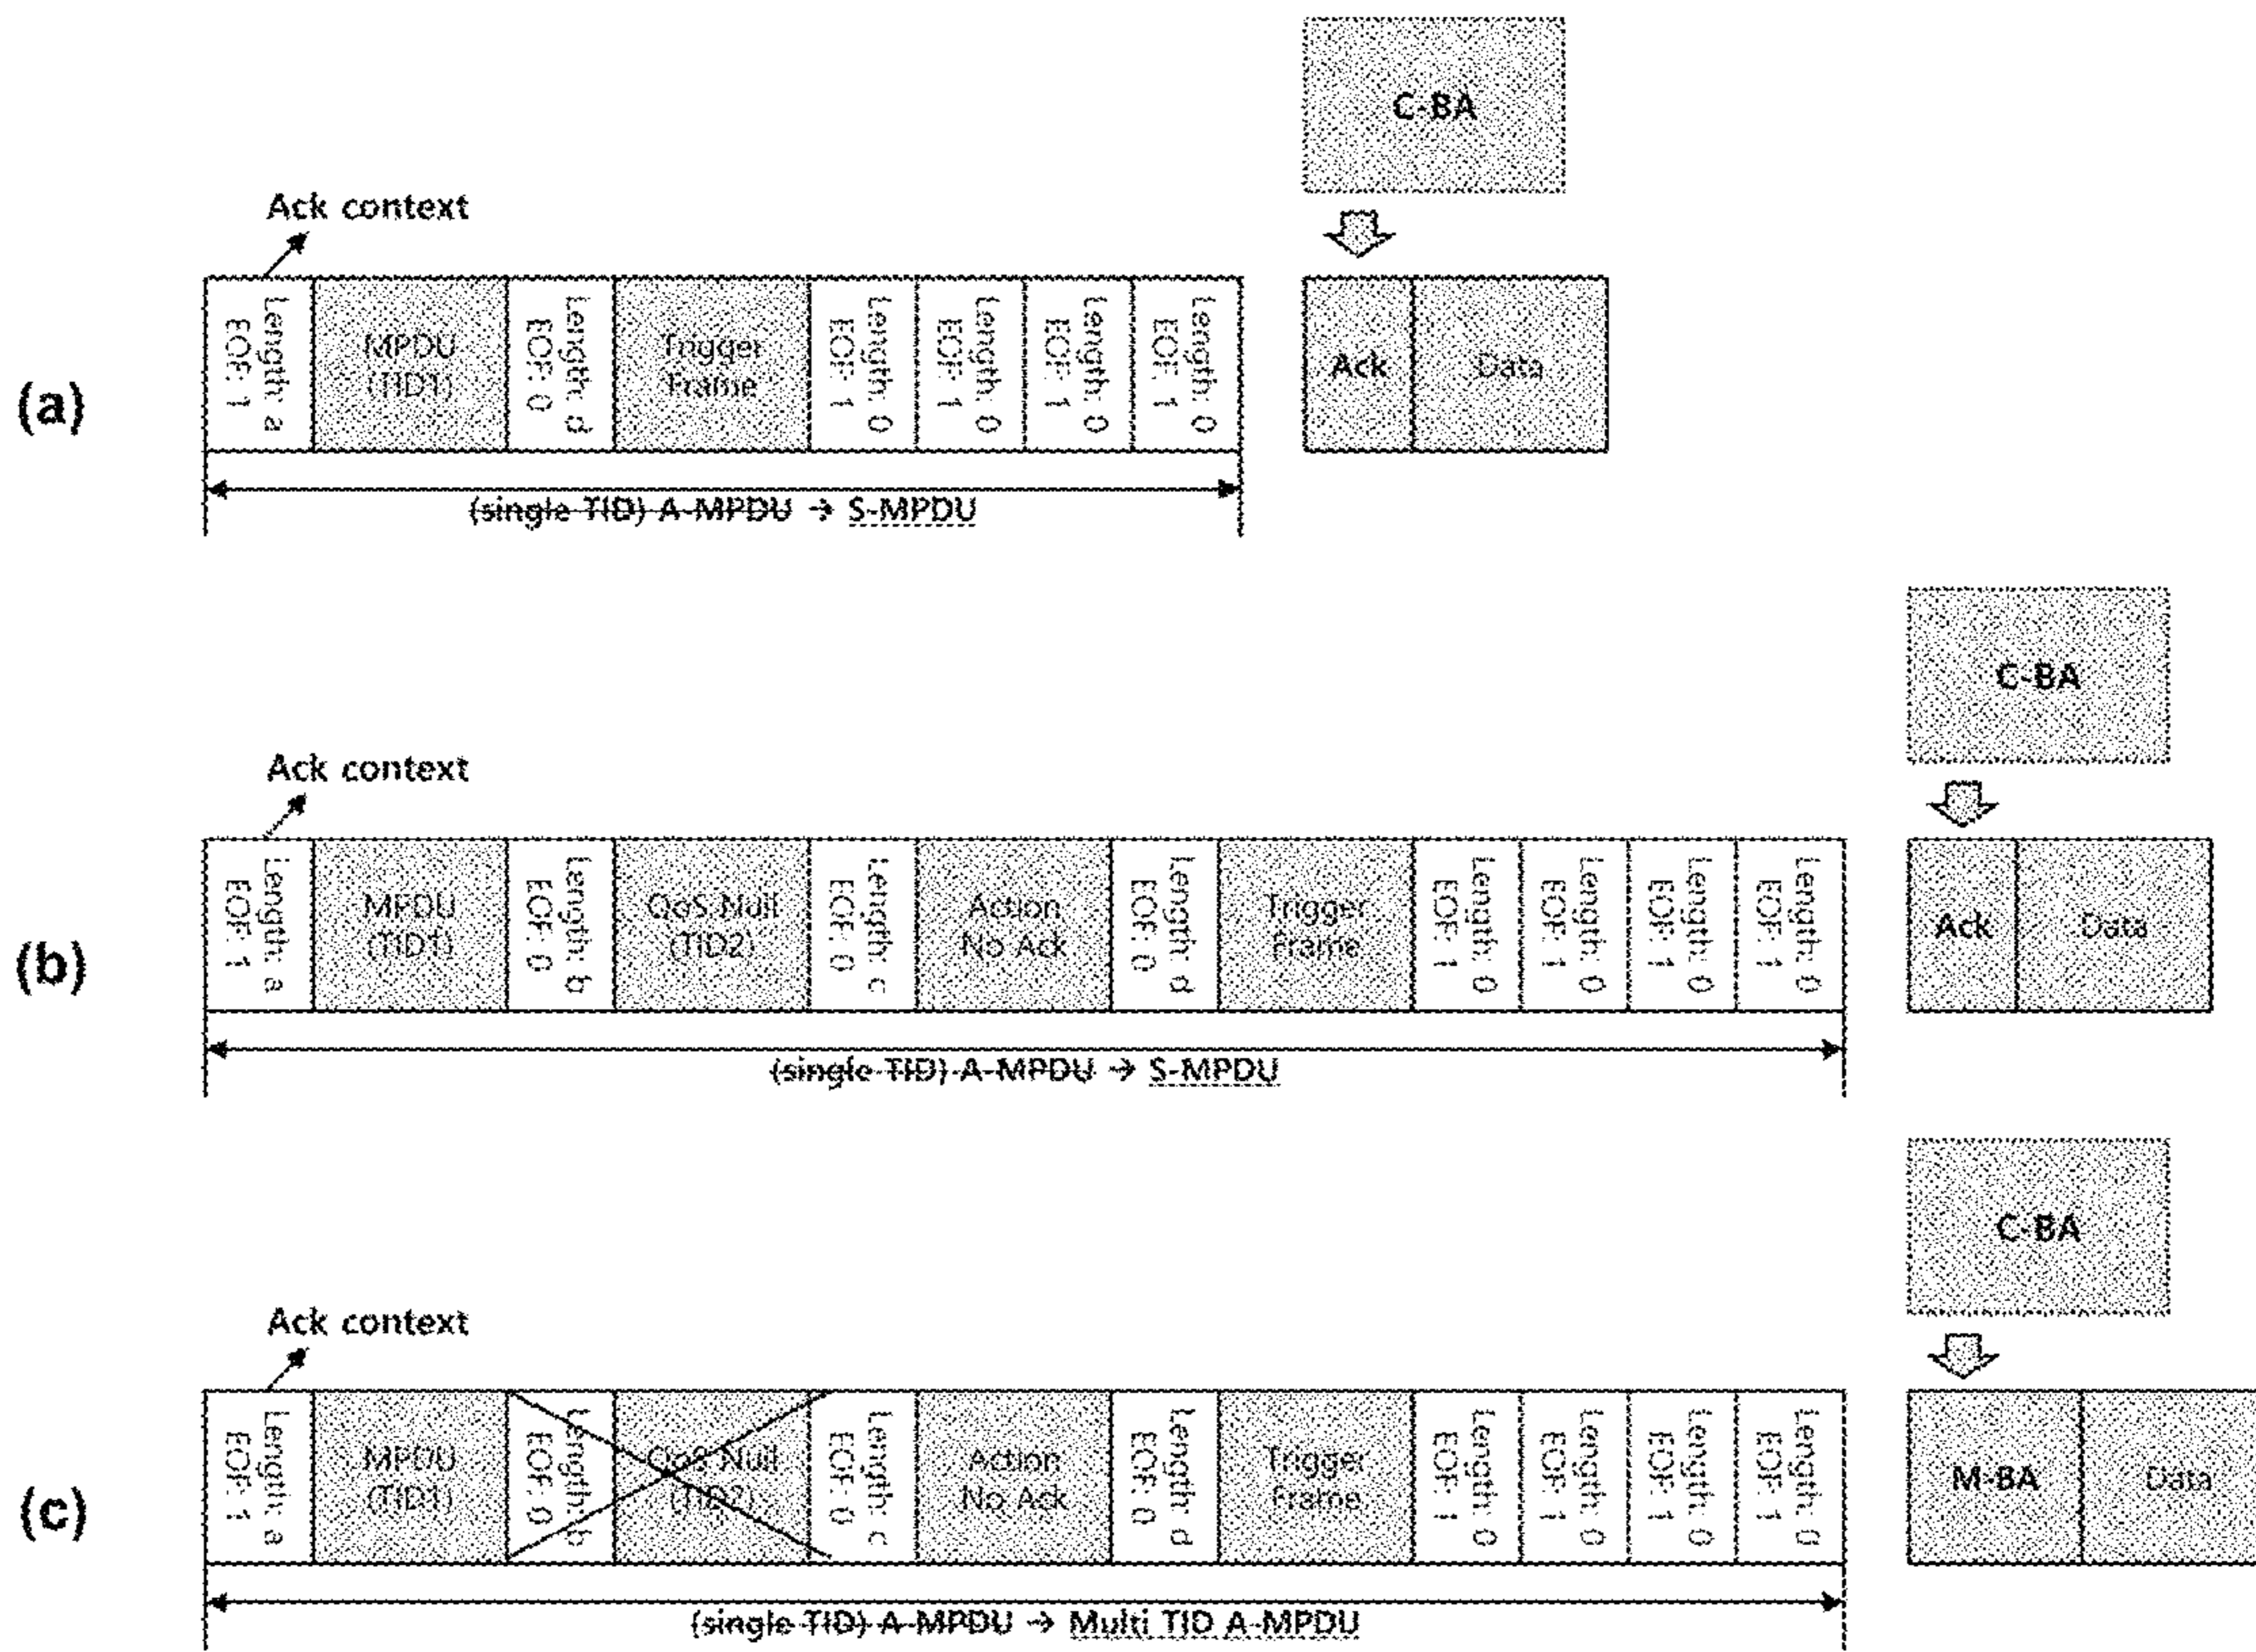 C-BA
Ack context
(a)
Length: a
EOF: 1
MPDU
(TID1)
Length: d
EOF: 0
Trigger
Frame
Length: 0
EOF: 1
Length: 0
EOF: 1
Length: 0
EOF: 1
Length: 0
EOF: 1
Ack
Data
(single TID) A-MPDU → S-MPDU
C-BA
Ack context
(b)
Length: a
EOF: 1
MPDU
(TID1)
Length: b
EOF: 0
QoS Null
(TID2)
Length: c
EOF: 0
Action
No Ack
Length: d
EOF: 0
Trigger
Frame
Length: 0
EOF: 1
Length: 0
EOF: 1
Length: 0
EOF: 1
Length: 0
EOF: 1
Ack
Data
(single TID) A-MPDU → S-MPDU
C-BA
Ack context
(c)
Length: a
EOF: 1
MPDU
(TID1)
Length: b
EOF: 0
QoS Null
(TID2)
Length: c
EOF: 0
Action
No Ack
Length: d
EOF: 0
Trigger
Frame
Length: 0
EOF: 1
Length: 0
EOF: 1
Length: 0
EOF: 1
Length: 0
EOF: 1
M-BA
Data
(single TID) A-MPDU → Multi TID A-MPDU